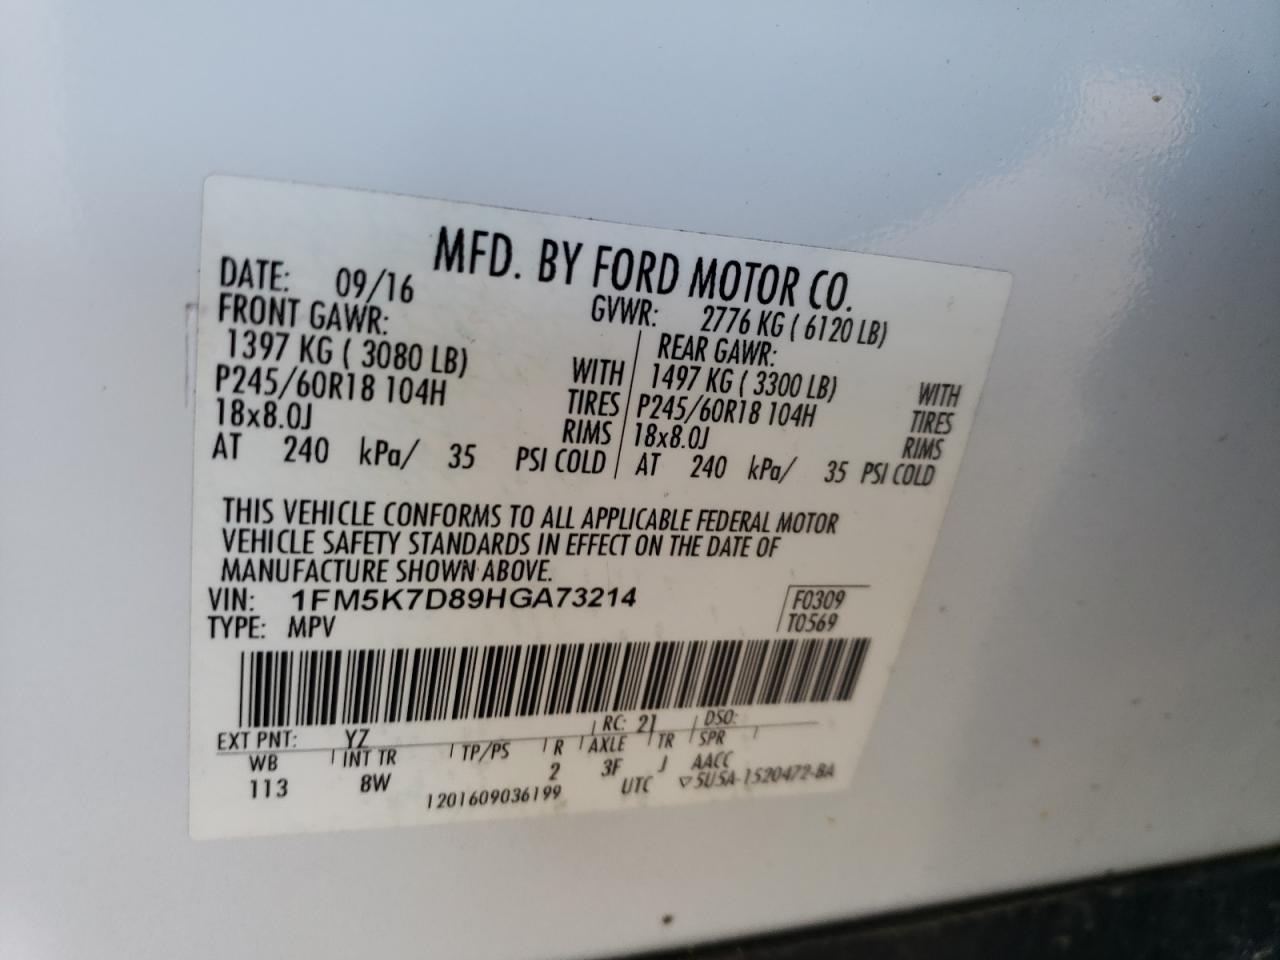 MFD. BY FORD MOTOR CO.
DATE: 09/16 GVWR: 2776 KG ( 6120 LB)
FRONT GAWR: REAR GAWR:
1397 KG ( 3080 LB) WITH 1497 KG ( 3300 LB) WITH
P245/60R18 104H TIRES P245/60R18 104H TIRES
18x8.0J RIMS 18x8.0J RIMS
AT 240 kPa/ 35 PSI COLD AT 240 kPa/ 35 PSI COLD
THIS VEHICLE CONFORMS TO ALL APPLICABLE FEDERAL MOTOR
VEHICLE SAFETY STANDARDS IN EFFECT ON THE DATE OF
MANUFACTURE SHOWN ABOVE.
VIN: 1FM5K7D89HGA73214 F0309
TYPE: MPV T0569
EXT PNT: YZ RC: 21 DSO:
WB INT TR TP/PS R AXLE TR SPR
113 8W 2 3F J AACC
1201609036199 UTC ▽5U5A-1520472-BA